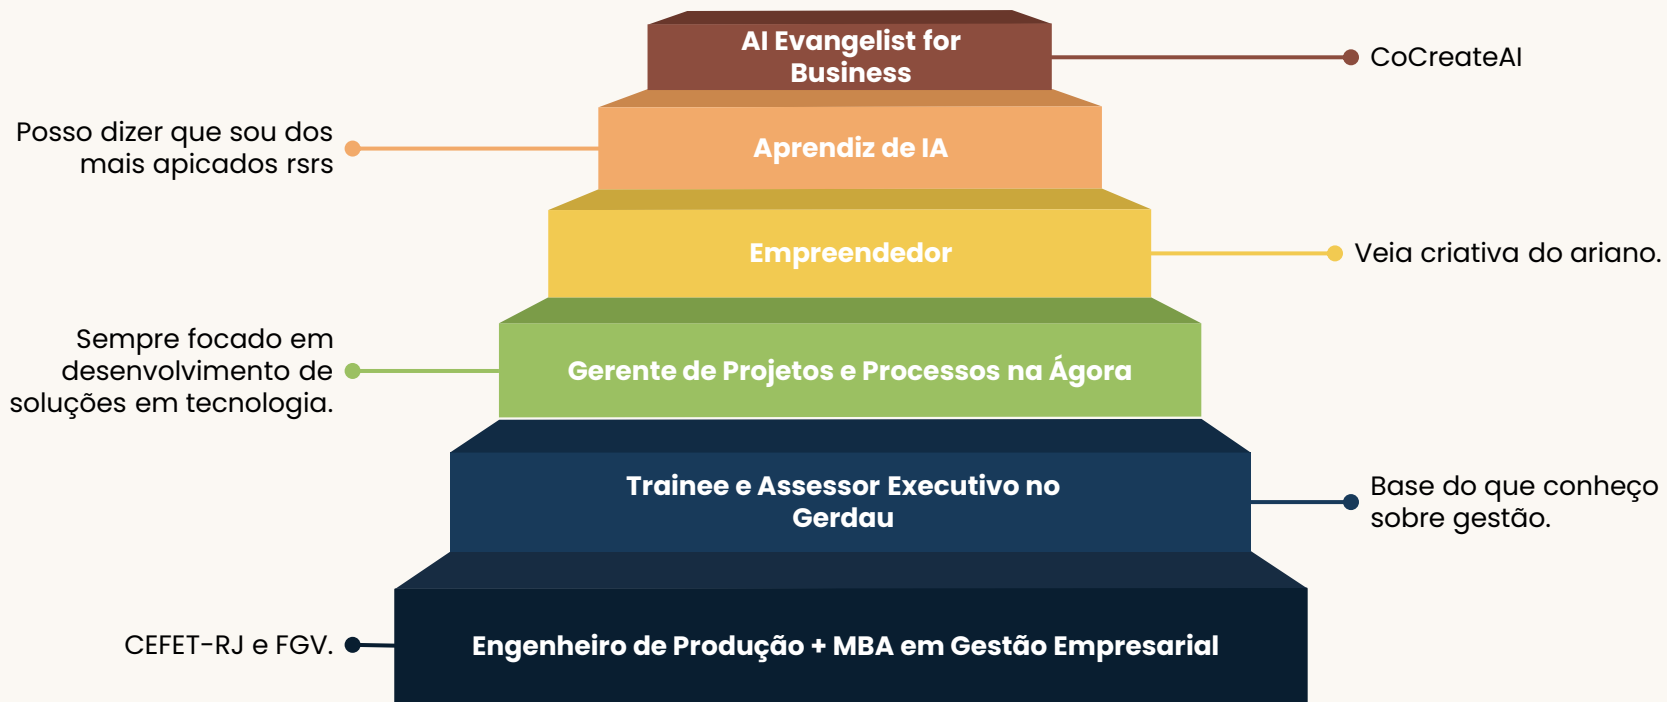 AI Evangelist for
Business
CoCreateAI
Posso dizer que sou dos
mais apicados rsrs
Aprendiz de IA
Empreendedor
Veia criativa do ariano.
Sempre focado em
desenvolvimento de
soluções em tecnologia.
Gerente de Projetos e Processos na Ágora
Trainee e Assessor Executivo no
Gerdau
Base do que conheço
sobre gestão.
CEFET-RJ e FGV.
Engenheiro de Produção + MBA em Gestão Empresarial